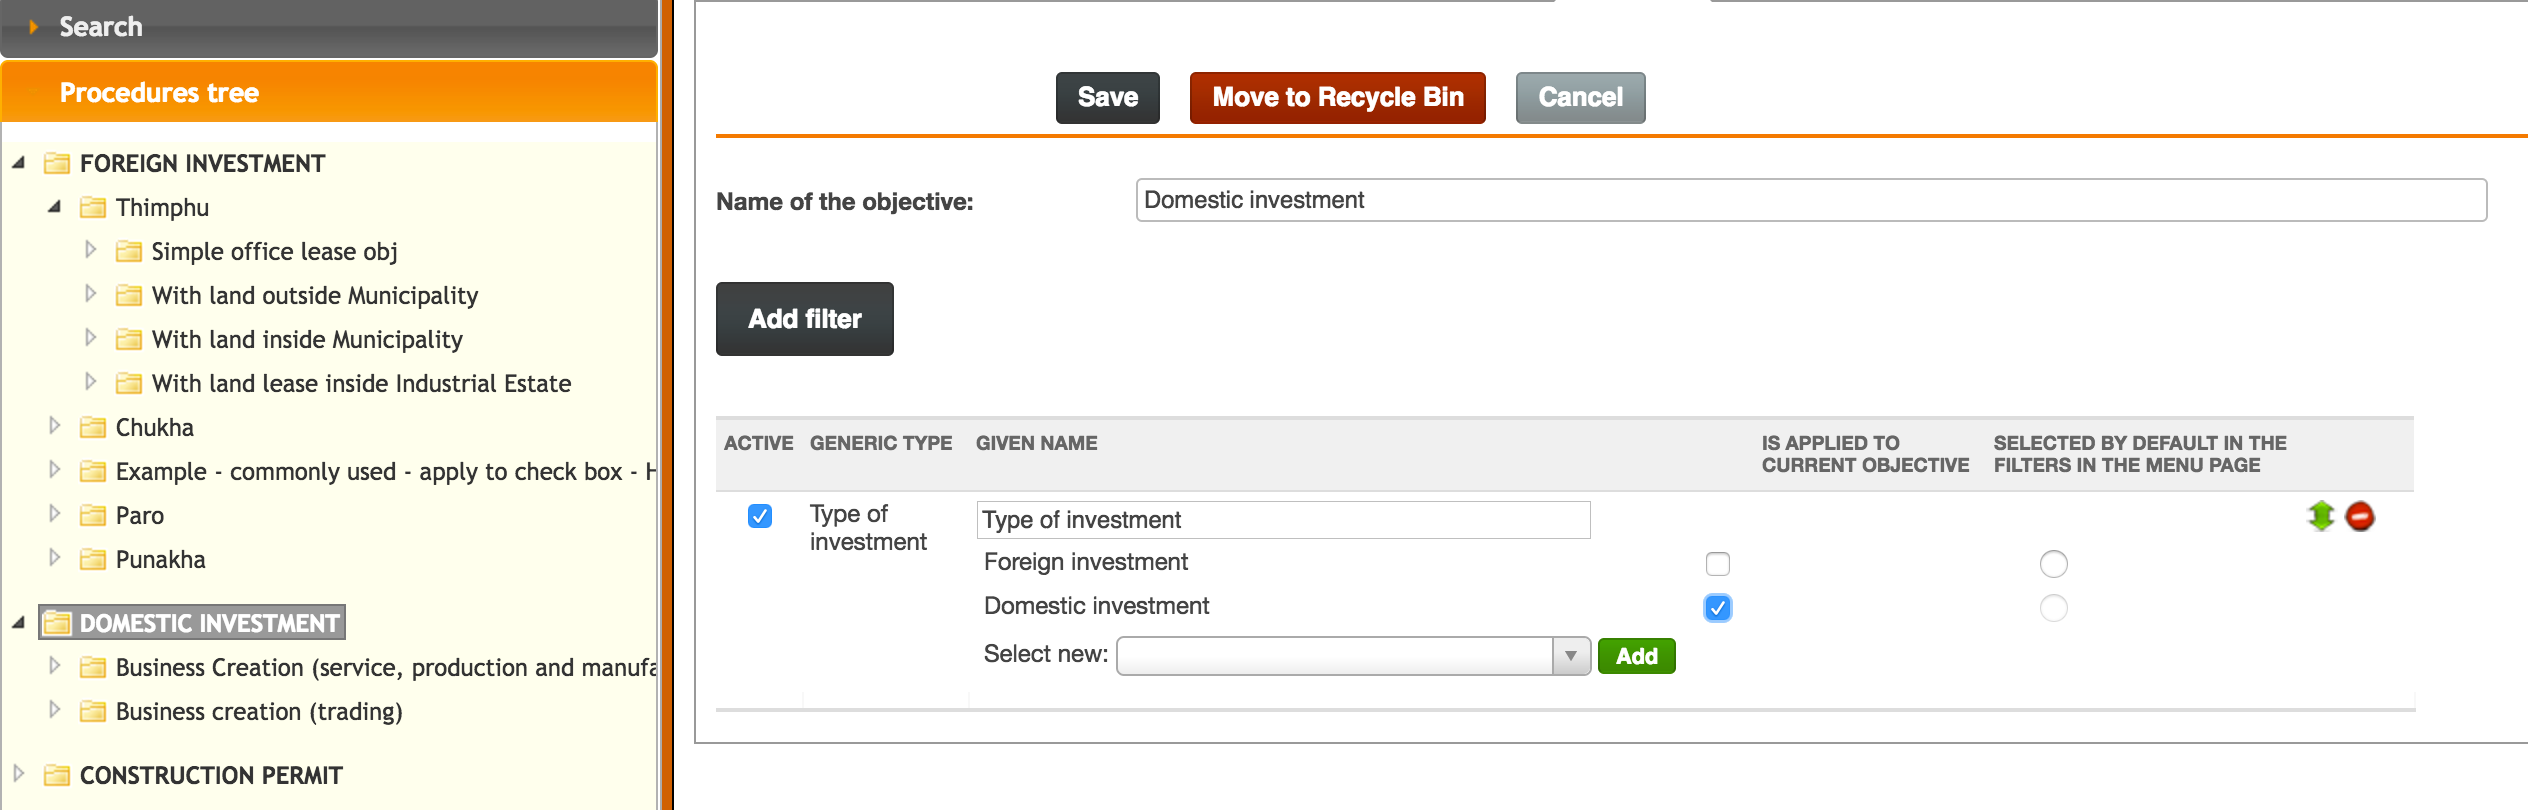 Search
Procedures tree
FOREIGN INVESTMENT
Thimphu
Simple office lease obj
With land outside Municipality
With land inside Municipality
With land lease inside Industrial Estate
Chukha
Example - commonly used - apply to check box - H
Paro
Punakha
DOMESTIC INVESTMENT
Business Creation (service, production and manufa
Business creation (trading)
CONSTRUCTION PERMIT
Save
Move to Recycle Bin
Cancel
Name of the objective:
Domestic investment
Add filter
ACTIVE
GENERIC TYPE
GIVEN NAME
IS APPLIED TO
CURRENT OBJECTIVE
SELECTED BY DEFAULT IN THE
FILTERS IN THE MENU PAGE
Type of
investment
Type of investment
Foreign investment
Domestic investment
Select new:
Add